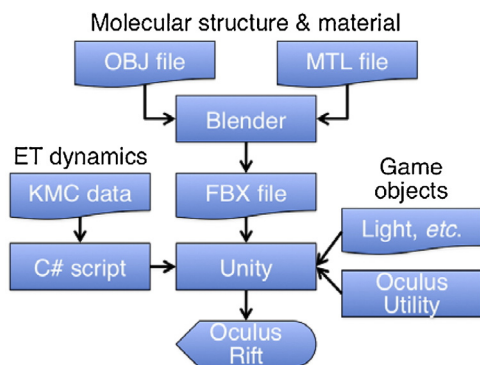 Molecular structure & material
OBJ file
MTL file
Blender
ET dynamics
Game
objects
KMC data
FBX file
Light, etc.
C# script
Unity
Oculus
Utility
Oculus
Rift